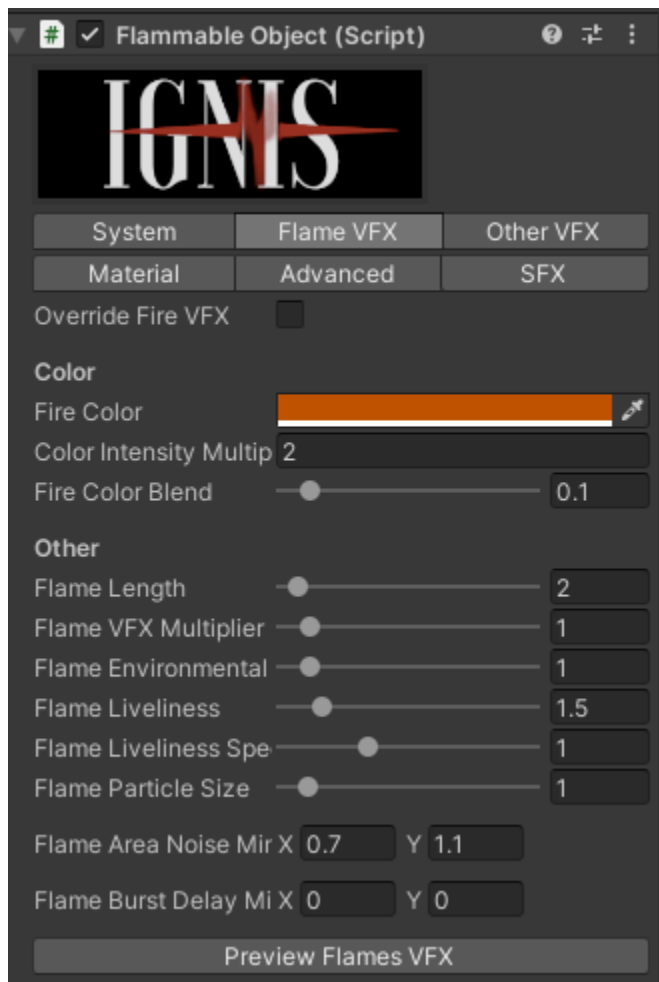 # Flammable Object (Script)
IGNIS
System Flame VFX Other VFX
Material Advanced SFX
Override Fire VFX
Color
Fire Color
Color Intensity Multip 2
Fire Color Blend 0.1
Other
Flame Length 2
Flame VFX Multiplier 1
Flame Environmental 1
Flame Liveliness 1.5
Flame Liveliness Spe 1
Flame Particle Size 1
Flame Area Noise Mir X 0.7 Y 1.1
Flame Burst Delay Mi X 0 Y 0
Preview Flames VFX